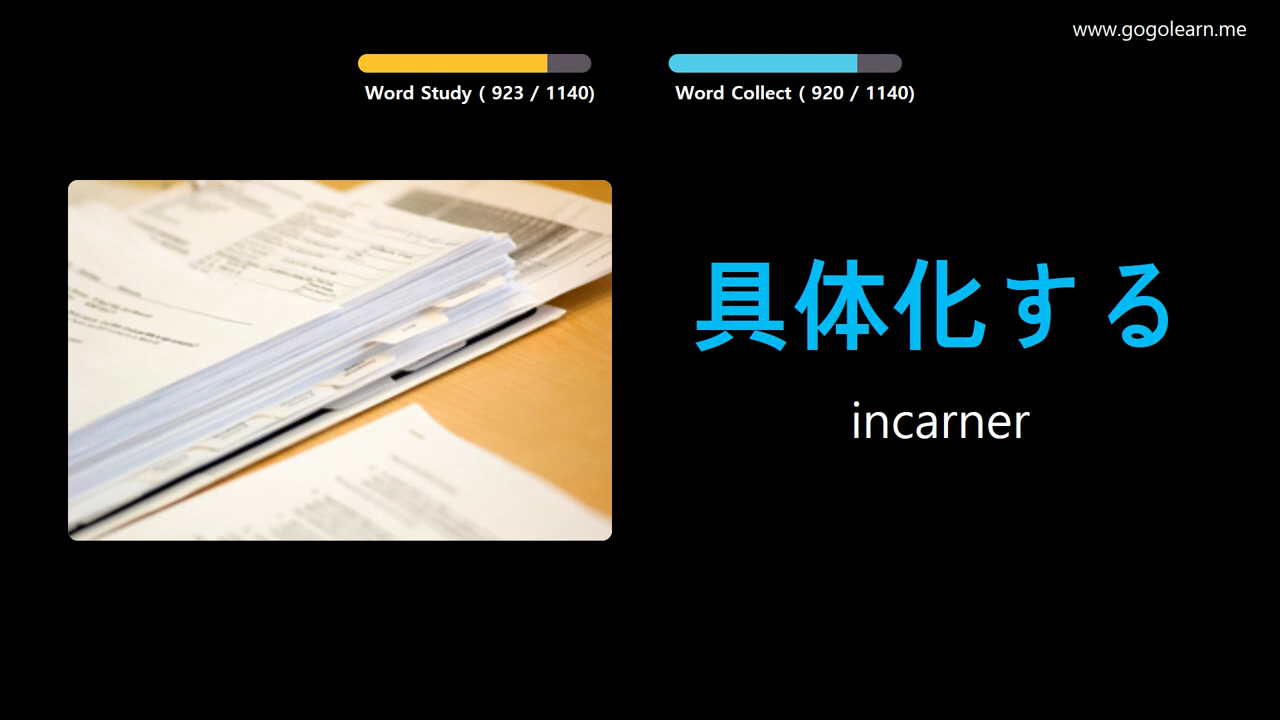 www.gogolearn.me
Word Study ( 923 / 1140)
Word Collect ( 920 / 1140)
具体化する
incarner